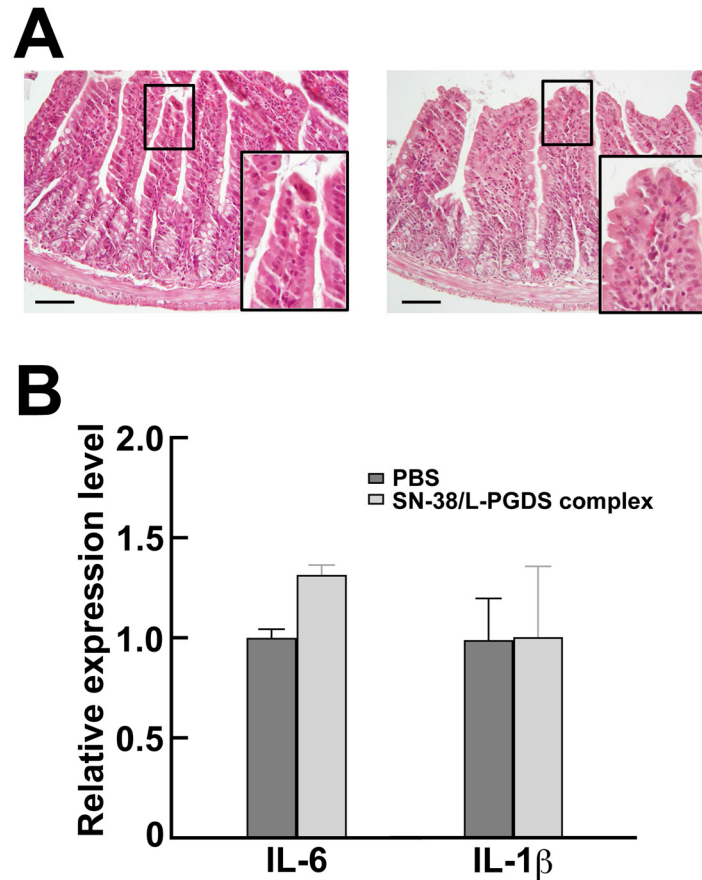 A
B
Relative expression level
2.0
1.5
1.0
0.5
0
PBS
SN-38/L-PGDS complex
IL-6
IL-1β